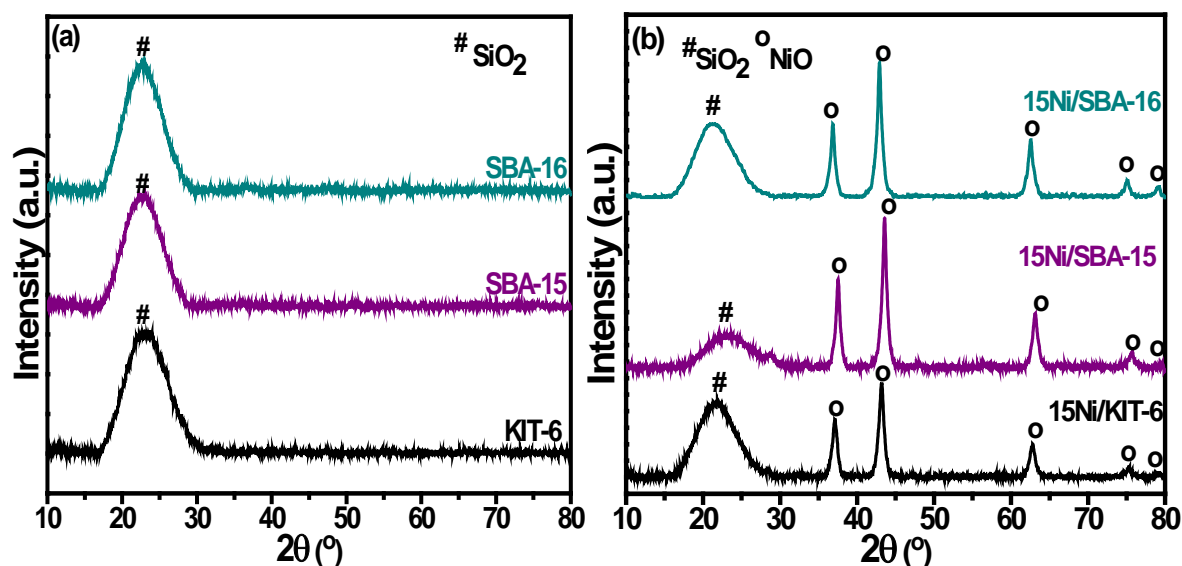 (a)
# SiO2
#
SBA-16
#
SBA-15
#
KIT-6
Intensity (a.u.)
10 20 30 40 50 60 70 80
2θ (º)
(b)
#SiO2 oNiO
# o o o o o
15Ni/SBA-16
# o o o o o
15Ni/SBA-15
# o o o o o
15Ni/KIT-6
Intensity (a.u.)
10 20 30 40 50 60 70 80
2θ (º)